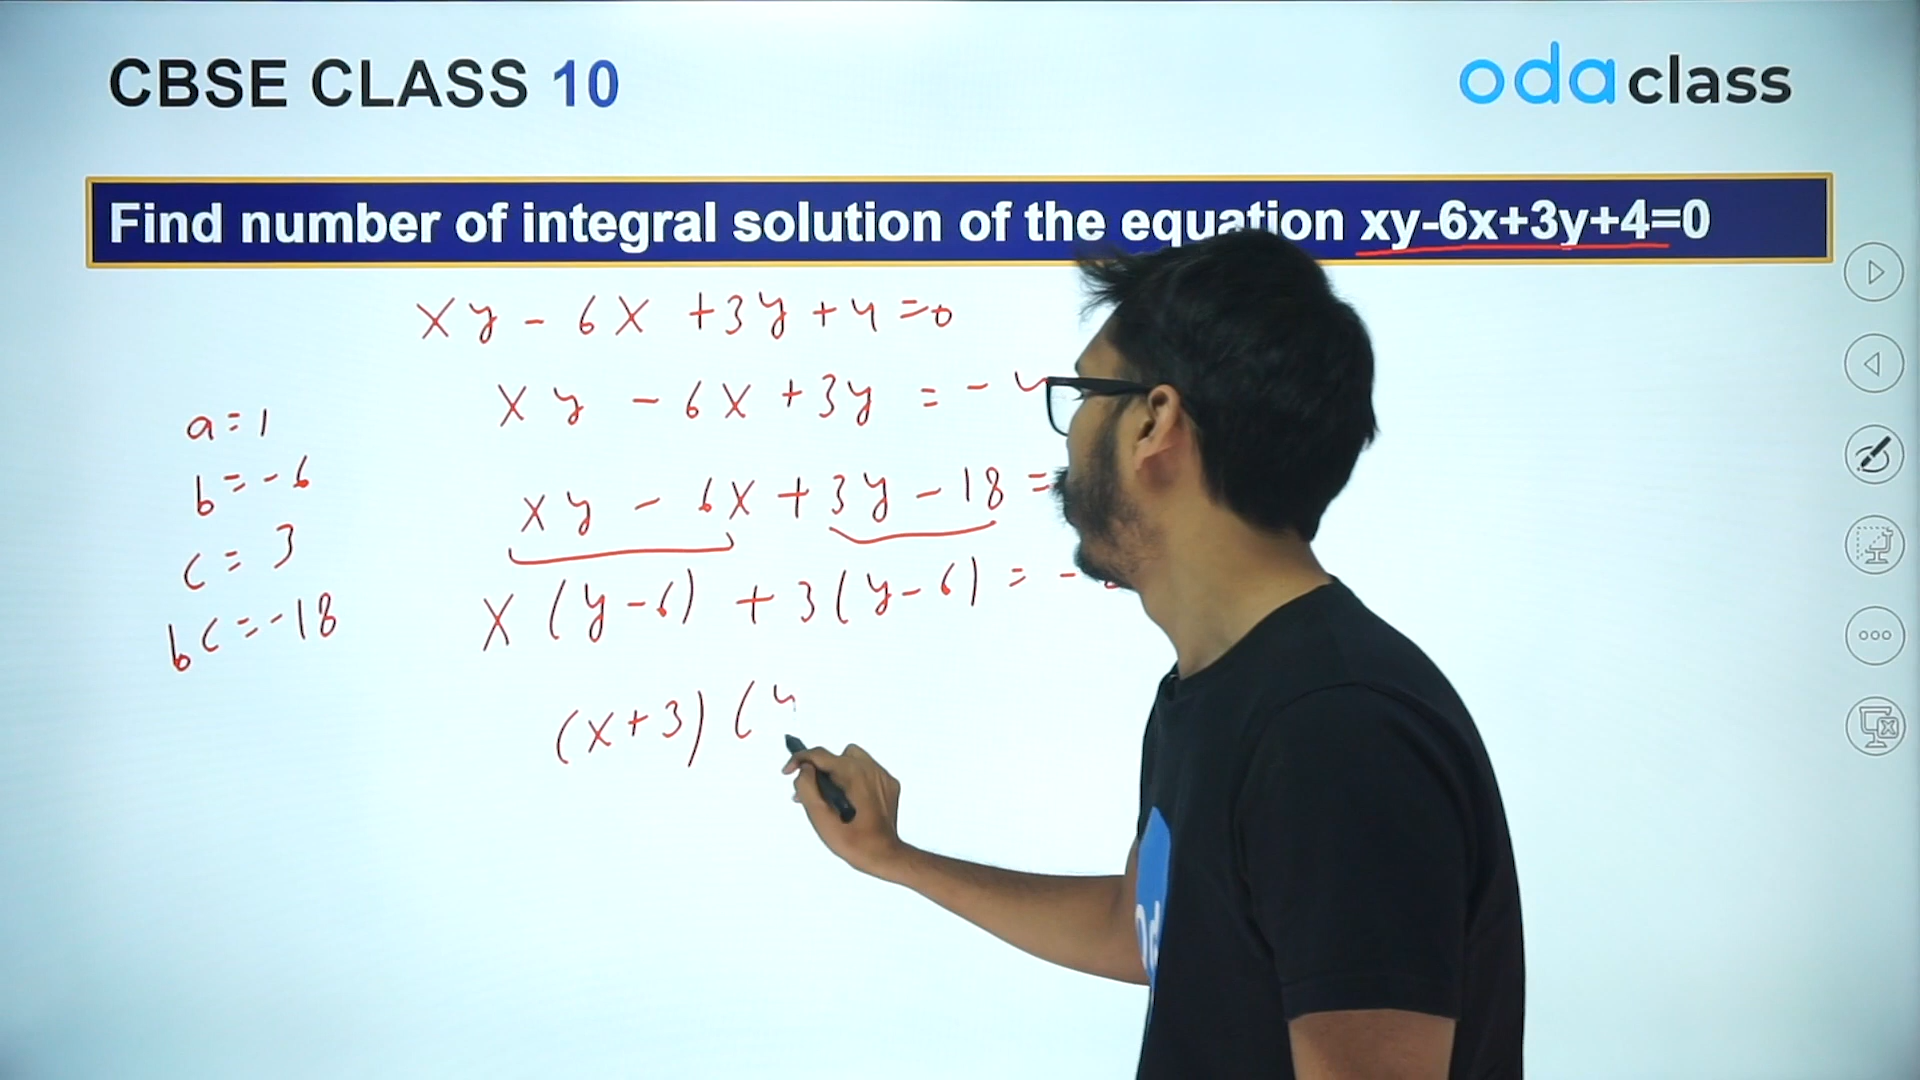 CBSE CLASS 10
odaclass
Find number of integral solution of the equation xy-6x+3y+4=0
xy - 6x + 3y + 4 = 0
xy - 6x + 3y = - 4
a = 1
b = -6
c = 3
bc = -18
xy - 6x + 3y - 18 =
x (y - 6) + 3 (y - 6) = -
(x + 3) (y